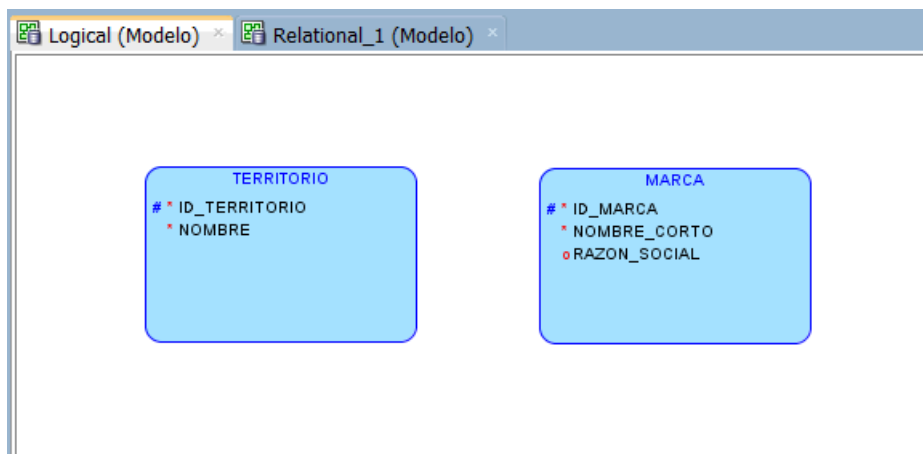 Logical (Modelo) × Relational_1 (Modelo) ×
TERRITORIO
# * ID_TERRITORIO
* NOMBRE
MARCA
# * ID_MARCA
* NOMBRE_CORTO
o RAZON_SOCIAL